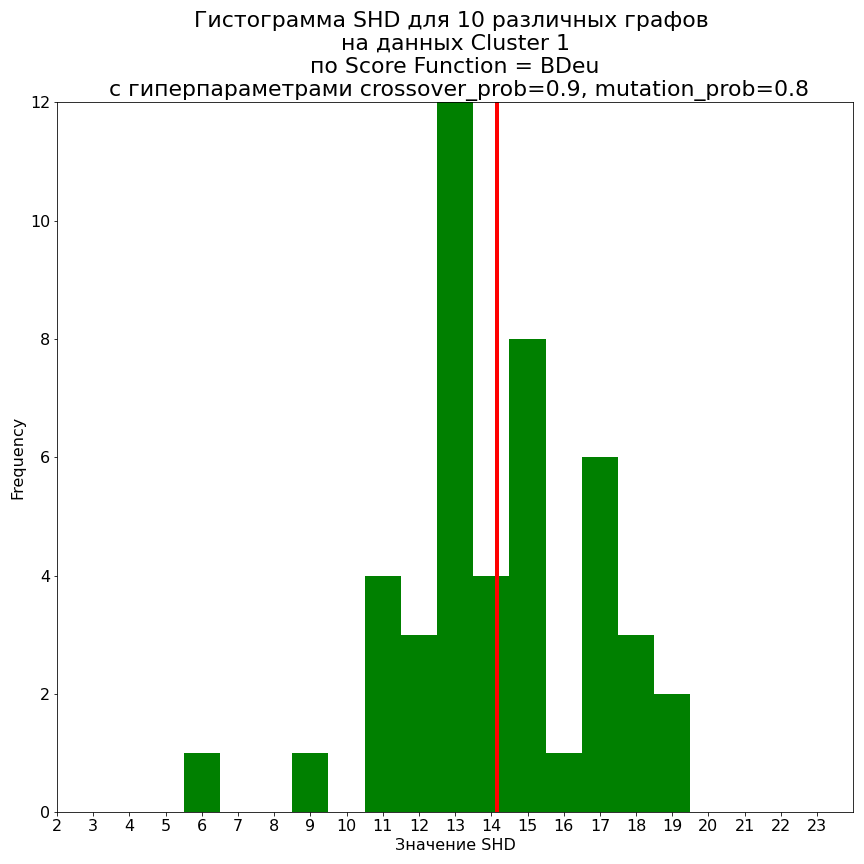 Гистограмма SHD для 10 различных графов
на данных Cluster 1
по Score Function = BDeu
с гиперпараметрами crossover_prob=0.9, mutation_prob=0.8
12
10
8
6
4
2
0
Frequency
2 3 4 5 6 7 8 9 10 11 12 13 14 15 16 17 18 19 20 21 22 23
Значение SHD